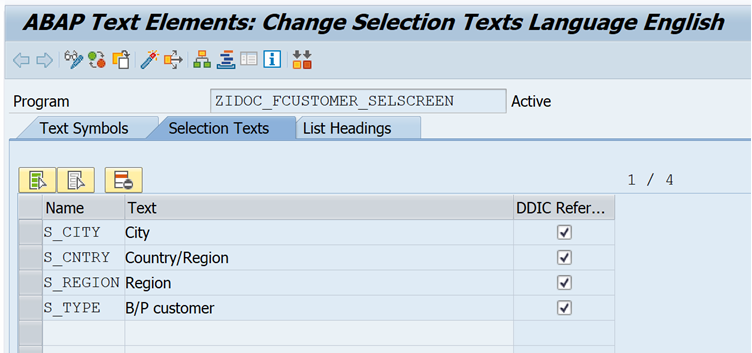 ABAP Text Elements: Change Selection Texts Language English
Program ZIDOC_FCUSTOMER_SELSCREEN Active
Text Symbols Selection Texts List Headings
1 / 4
Name Text DDIC Refer...
S_CITY City
S_CNTRY Country/Region
S_REGION Region
S_TYPE B/P customer